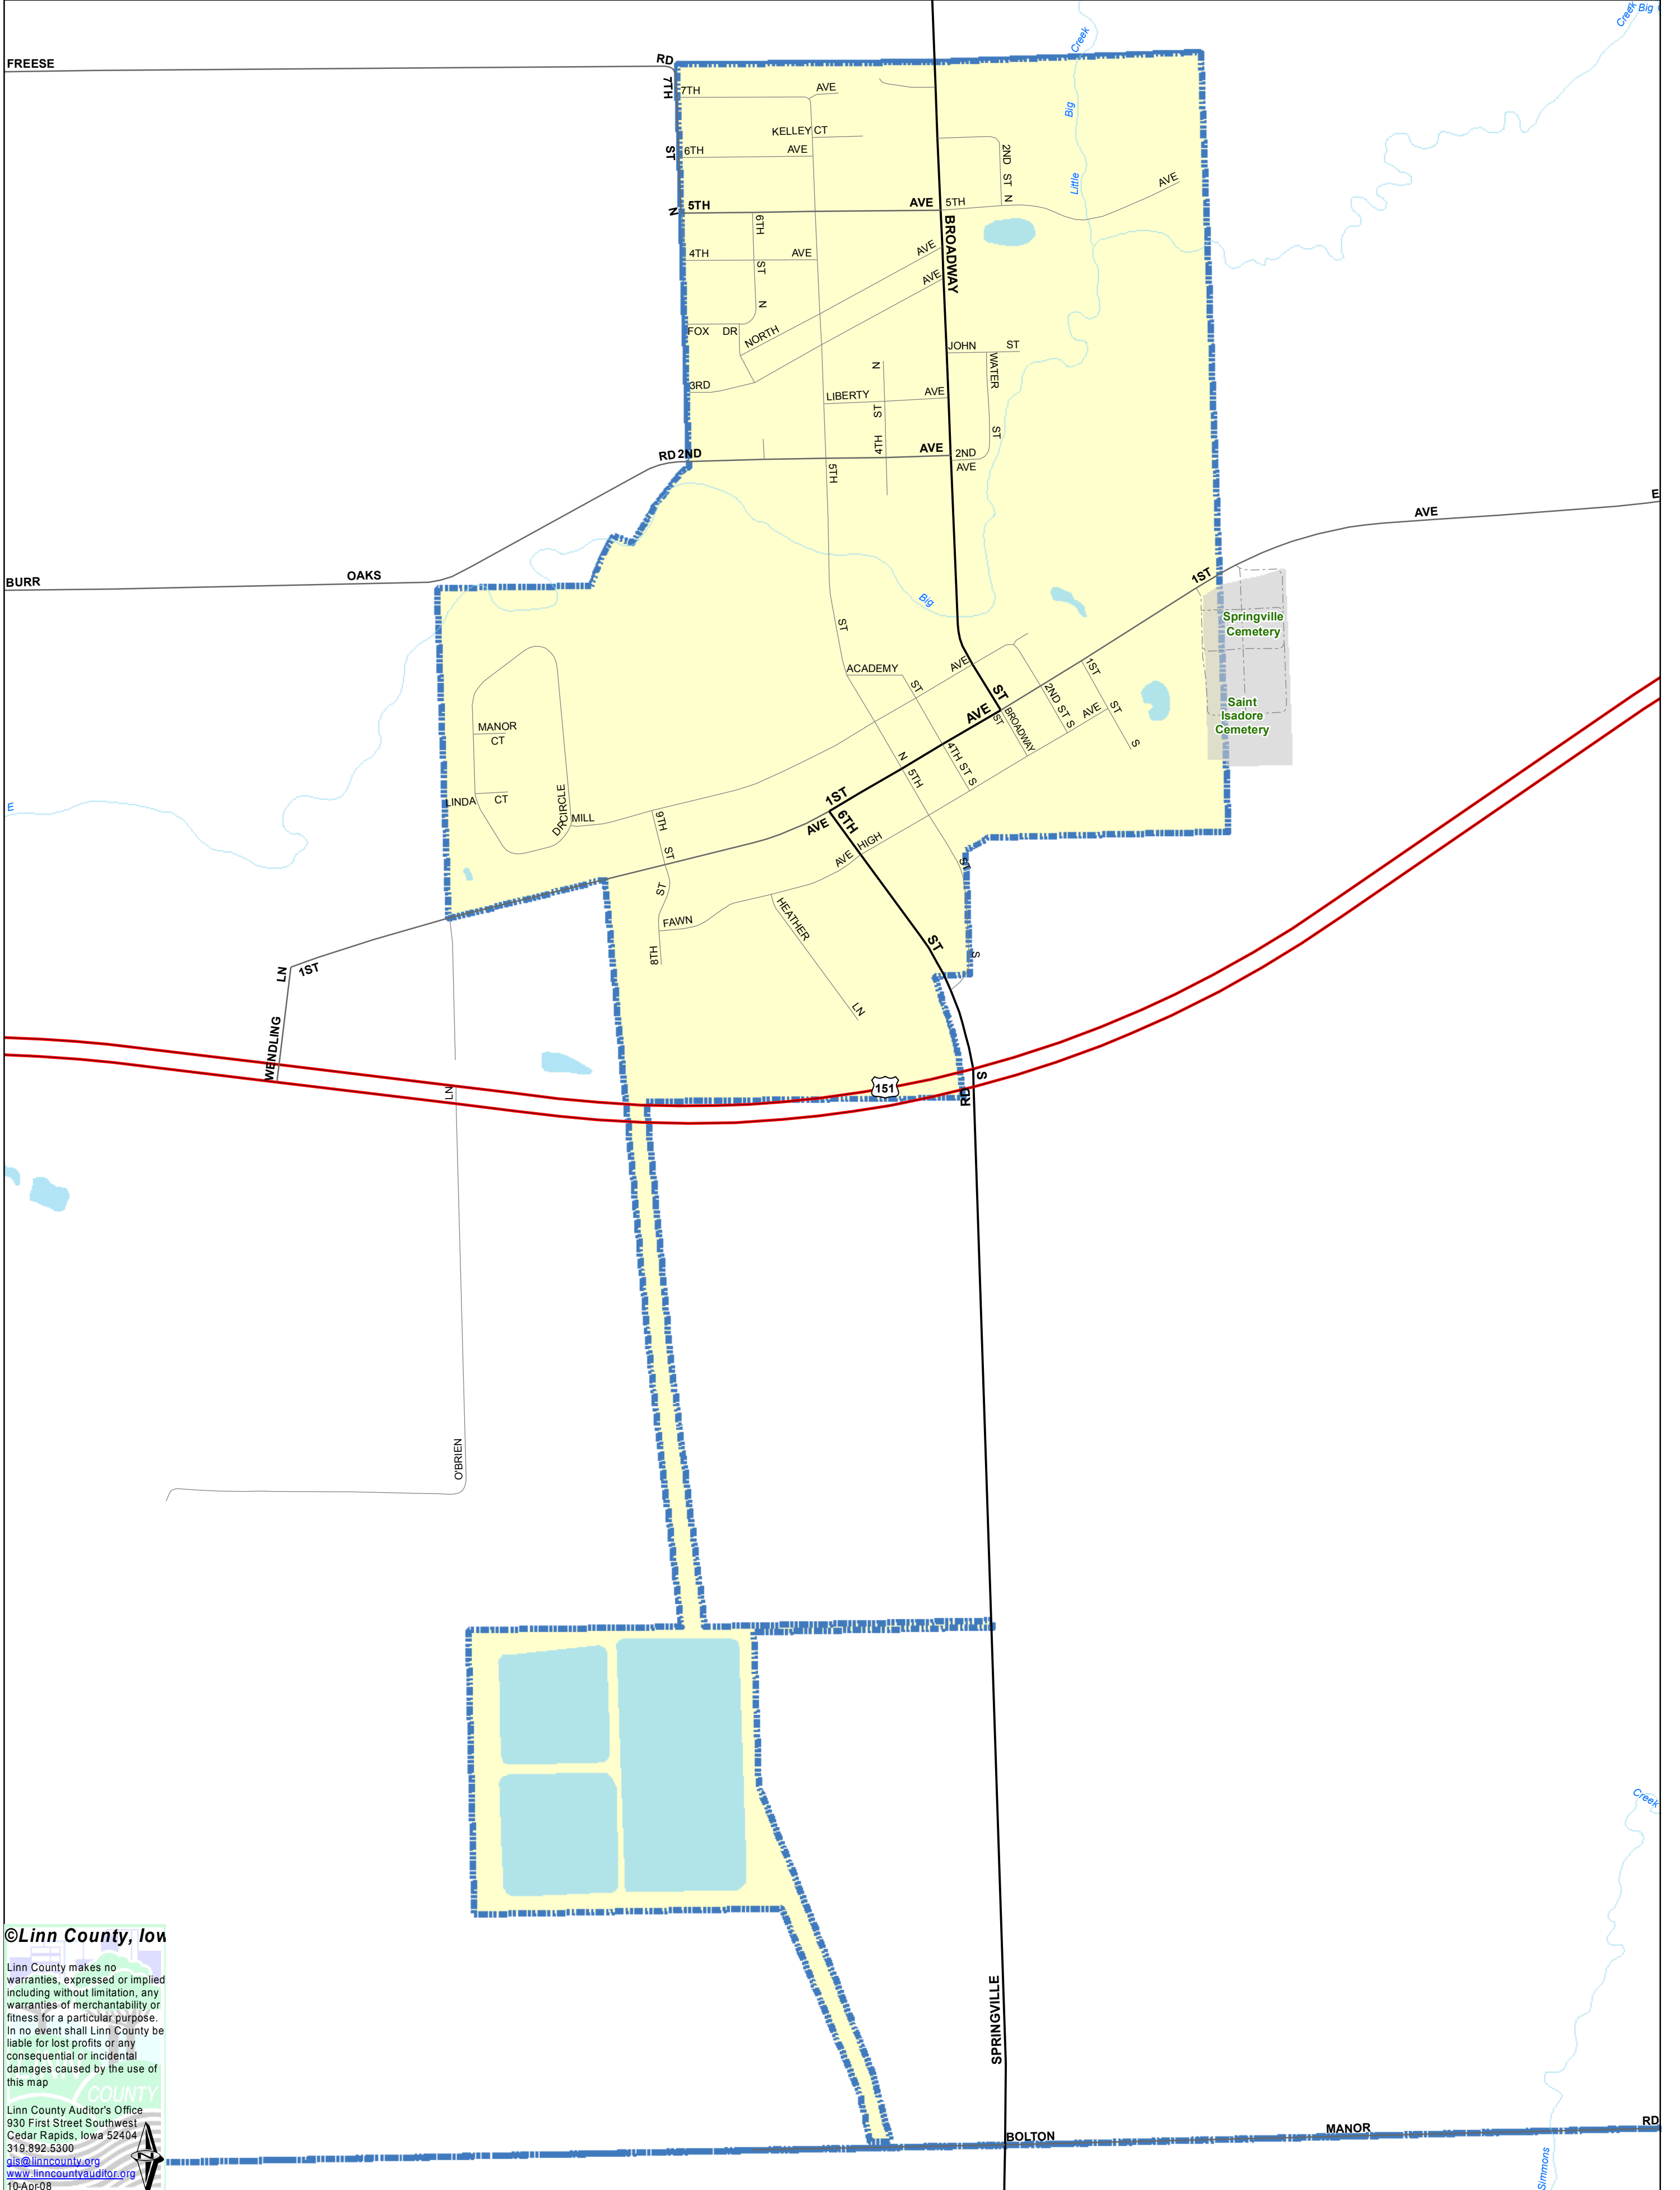 Creek
Big
Creek
FREESE
RD
7TH
ST
N
7TH
AVE
KELLEY CT
6TH
AVE
Big
Little
2ND ST N
AVE
5TH
AVE
5TH
BROADWAY
6TH
ST
N
4TH
AVE
AVE
AVE
FOX DR
NORTH
JOHN ST
WATER
ST
3RD
LIBERTY AVE
N
ST
4TH
RD
2ND
AVE
2ND
AVE
5TH
ST
BURR
OAKS
AVE
E
1ST
Big
Springville
Cemetery
Saint
Isadore
Cemetery
ACADEMY
ST
AVE
ST
1ST
ST
S
2ND ST S
AVE
AVE
ST
BROADWAY
MANOR
CT
LINDA CT
CIRCLE
DR
MILL
N
5TH
4TH ST S
1ST
AVE
6TH
HIGH
AVE
ST
S
9TH
ST
ST
FAWN
8TH
HEATHER
LN
ST
S
RD
E
LN
1ST
WENDLING
151
LN
O'BRIEN
SPRINGVILLE
BOLTON
MANOR
RD
Creek
Simmons
©Linn County, Iow
Linn County makes no
warranties, expressed or implied
including without limitation, any
warranties of merchantability or
fitness for a particular purpose.
In no event shall Linn County be
liable for lost profits or any
consequential or incidental
damages caused by the use of
this map
COUNTY
Linn County Auditor's Office
930 First Street Southwest
Cedar Rapids, Iowa 52404
319.892.5300
gis@linncounty.org
www.linncountyauditor.org
10-Apr-08